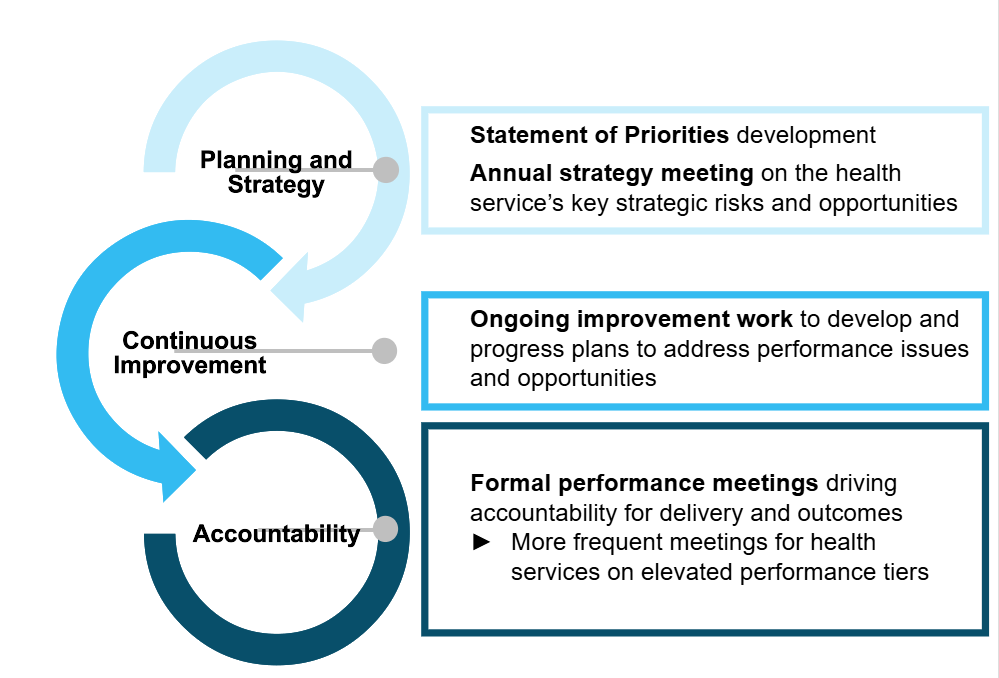 Planning and
Strategy
Statement of Priorities development
Annual strategy meeting on the health
service’s key strategic risks and opportunities
Continuous
Improvement
Ongoing improvement work to develop and
progress plans to address performance issues
and opportunities
Accountability
Formal performance meetings driving
accountability for delivery and outcomes
► More frequent meetings for health
services on elevated performance tiers